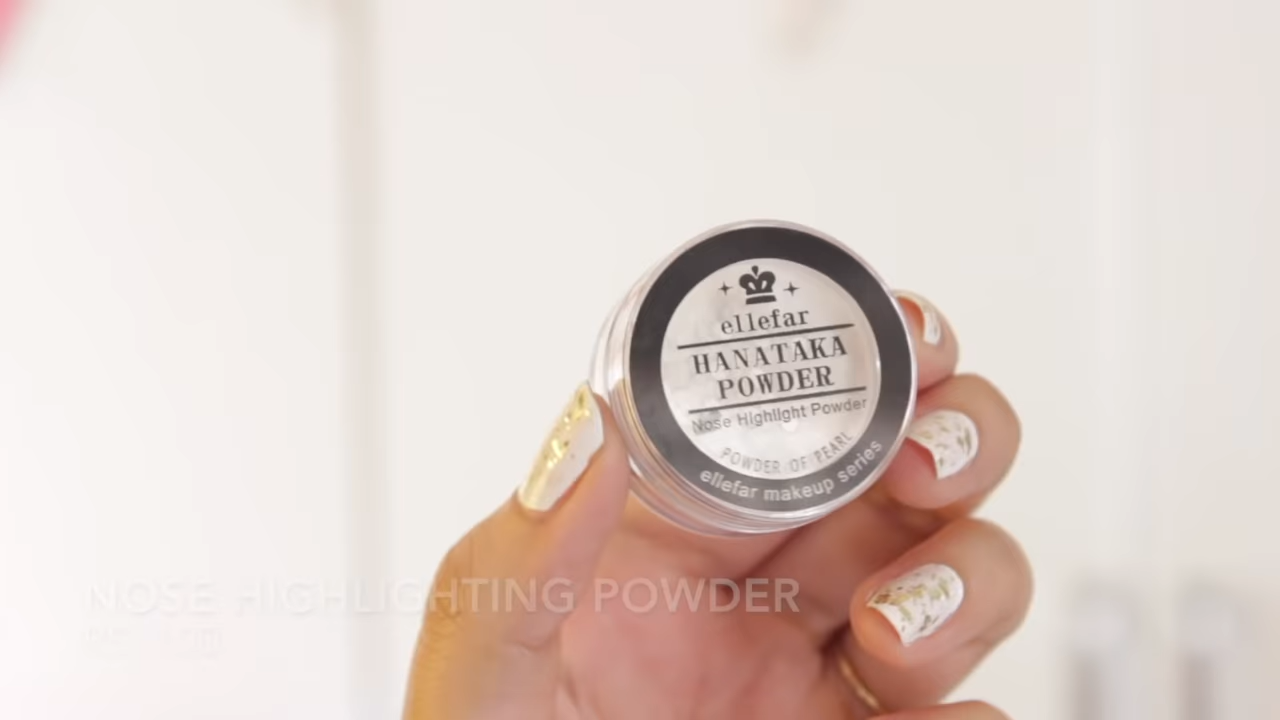 ellefar
HANATAKA
POWDER
Nose Highlight Powder
POWDER OF PEARL
ellefar makeup series
NOSE HIGHLIGHTING POWDER